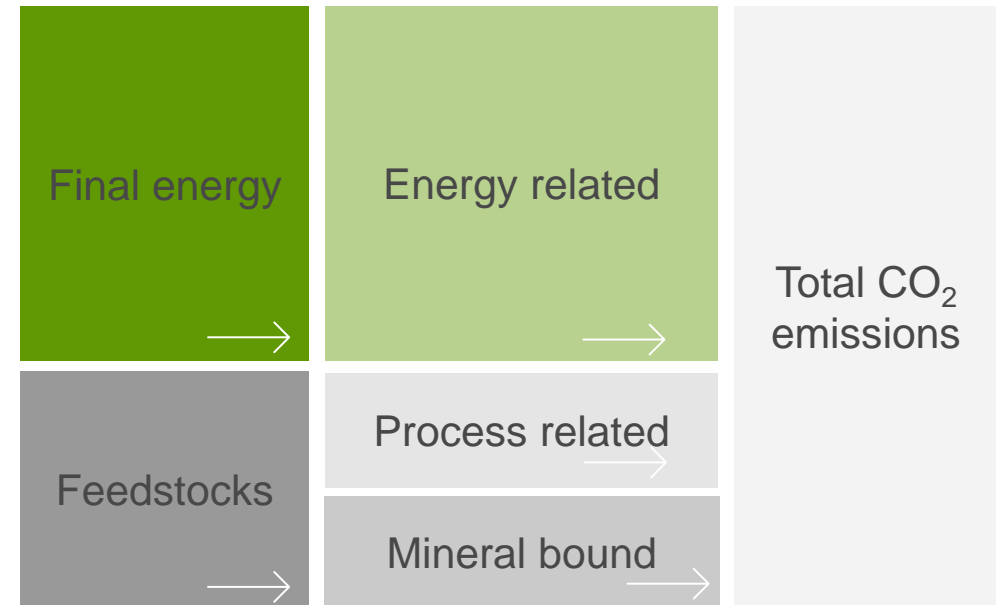 Final energy
Energy related
Total CO₂
emissions
Process related
Feedstocks
Mineral bound